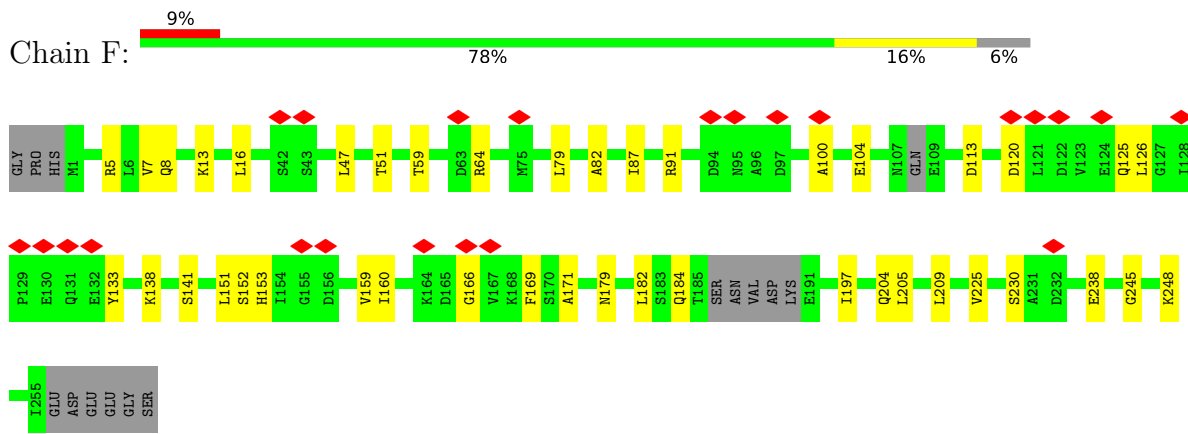 9%
Chain F:
78% 16% 6%
GLY PRO HIS M1 R5 L6 V7 Q8 K13 L16 S42 S43 L47 T51 T59 D63 R64 M75 L79 A82 I87 R91 D94 N95 A96 D97 A100 E104 N107 GLN E109 D113 D120 L121 D122 V123 E124 Q125 L126 G127 I128
P129 E130 Q131 E132 Y133 K138 S141 L151 S152 H153 I154 G155 D156 V159 I160 K164 D165 G166 V167 K168 F169 S170 A171 N179 L182 S183 Q184 T185 SER ASN VAL ASP LYS E191 I197 Q204 L205 L209 V225 S230 A231 D232 E238 G245 K248
I255 GLU ASP GLU GLU GLY SER